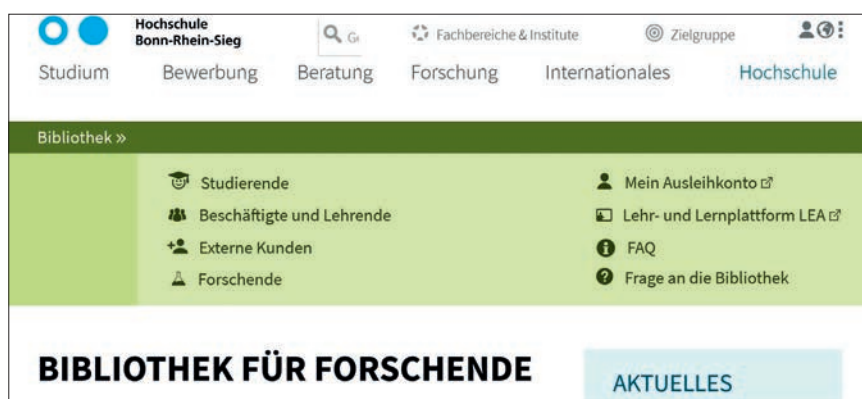 Hochschule
Bonn-Rhein-Sieg
Fachbereiche & Institute
Zielgruppe
Studium Bewerbung Beratung Forschung Internationales Hochschule
Bibliothek »
Studierende
Beschäftigte und Lehrende
Externe Kunden
Forschende
Mein Ausleihkonto
Lehr- und Lernplattform LEA
FAQ
Frage an die Bibliothek
BIBLIOTHEK FÜR FORSCHENDE
AKTUELLES